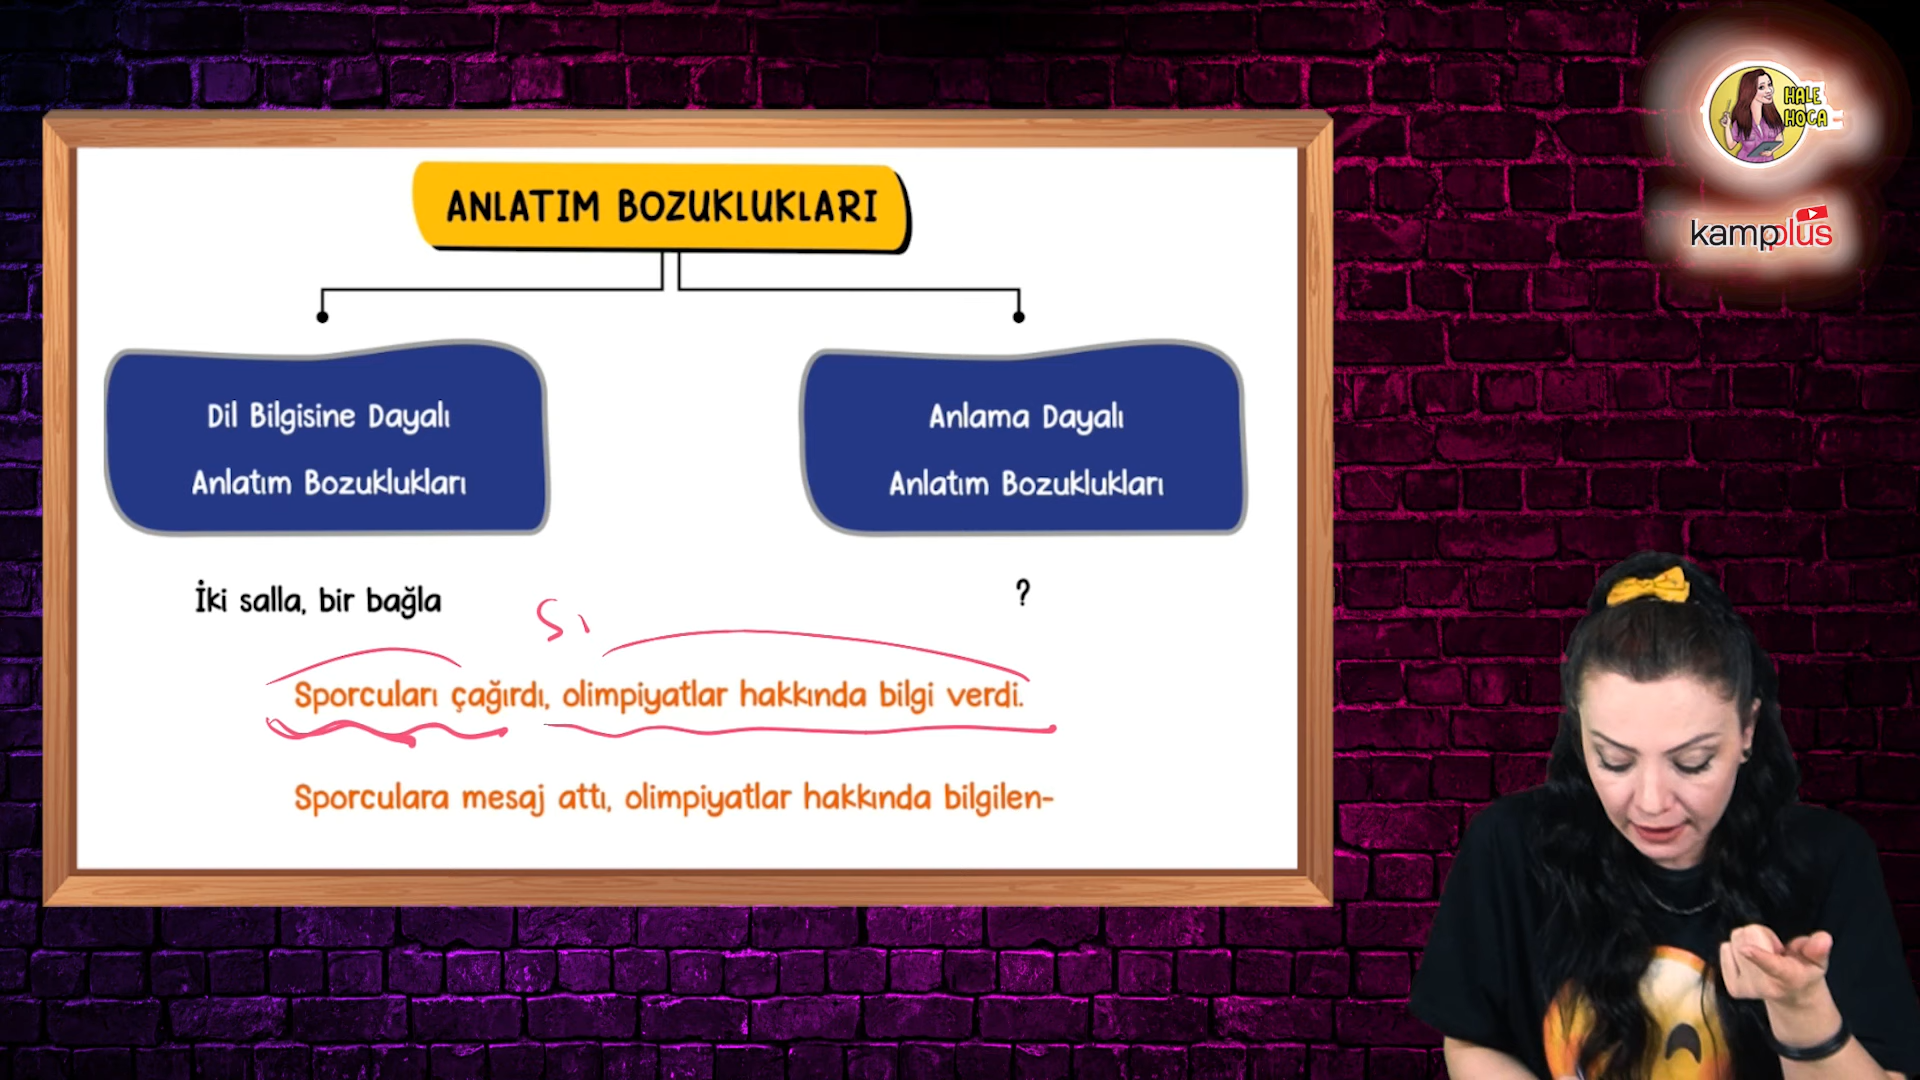 HALE
HOCA
kampplus
ANLATIM BOZUKLUKLARI
Dil Bilgisine Dayalı
Anlatım Bozuklukları
Anlama Dayalı
Anlatım Bozuklukları
İki salla, bir bağla
?
Sporcuları çağırdı, olimpiyatlar hakkında bilgi verdi.
Sporculara mesaj attı, olimpiyatlar hakkında bilgilen-